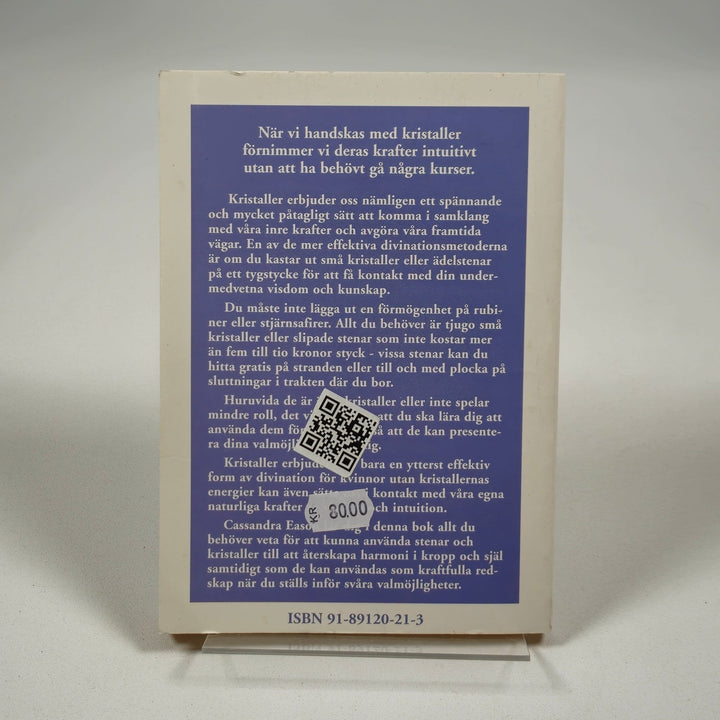 När vi handskas med kristaller
förnimmer vi deras krafter intuitivt
utan att ha behövt gå några kurser.
Kristaller erbjuder oss nämligen ett spännande
och mycket påtagligt sätt att komma i samklang
med våra inre krafter och avgöra våra framtida
vägar. En av de mer effektiva divinationsmetoderna
är om du kastar ut små kristaller eller ädelstenar
på ett tygstycke för att få kontakt med din under-
medvetna visdom och kunskap.
Du måste inte lägga ut en förmögenhet på rubi-
ner eller stjärnsafirer. Allt du behöver är tjugo små
kristaller eller slipade stenar som inte kostar mer
än fem till tio kronor styck - vissa stenar kan du
hitta gratis på stranden eller till och med plocka på
sluttningar i trakten där du bor.
Huruvida de är kristaller eller inte spelar
mindre roll, det att du ska lära dig att
använda dem så att de kan presente-
ra dina
Kristaller bara en ytterst effektiv
form av divination för kvinnor utan kristallernas
energier kan även i kontakt med våra egna
naturliga krafter och intuition.
Cassandra denna bok allt du
behöver veta för att kunna använda stenar och
kristaller till att återskapa harmoni i kropp och själ
samtidigt som de kan användas som kraftfulla red-
skap när du ställs inför svåra valmöjligheter.
KR 80.00
ISBN 91-89120-21-3